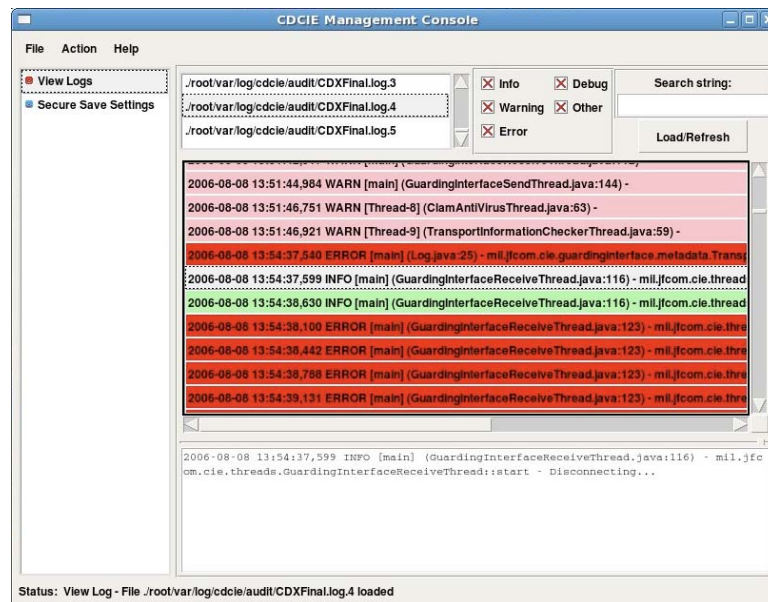 CDCIE Management Console
File Action Help
View Logs
Secure Save Settings
./root/var/log/cdcie/audit/CDXFinal.log.3
./root/var/log/cdcie/audit/CDXFinal.log.4
./root/var/log/cdcie/audit/CDXFinal.log.5
Info Debug
Warning Other
Error
Search string:
Load/Refresh
2006-08-08 13:51:44,984 WARN [main] (GuardingInterfaceSendThread.java:144) -
2006-08-08 13:51:46,751 WARN [Thread-8] (ClamAntiVirusThread.java:63) -
2006-08-08 13:51:46,921 WARN [Thread-9] (TransportInformationCheckerThread.java:59) -
2006-08-08 13:54:37,540 ERROR [main] (Log.java:25) - mil.jfcom.cie.guardinginterface.metadata.Transp
2006-08-08 13:54:37,599 INFO [main] (GuardingInterfaceReceiveThread.java:116) - mil.jfcom.cie.thread
2006-08-08 13:54:38,630 INFO [main] (GuardingInterfaceReceiveThread.java:116) - mil.jfcom.cie.thread
2006-08-08 13:54:38,100 ERROR [main] (GuardingInterfaceReceiveThread.java:123) - mil.jfcom.cie.thre
2006-08-08 13:54:38,442 ERROR [main] (GuardingInterfaceReceiveThread.java:123) - mil.jfcom.cie.thre
2006-08-08 13:54:38,788 ERROR [main] (GuardingInterfaceReceiveThread.java:123) - mil.jfcom.cie.thre
2006-08-08 13:54:39,131 ERROR [main] (GuardingInterfaceReceiveThread.java:123) - mil.jfcom.cie.thre
2006-08-08 13:54:37,599 INFO [main] (GuardingInterfaceReceiveThread.java:116) - mil.jfc
om.cie.threads.GuardingInterfaceReceiveThread::start - Disconnecting...
Status: View Log - File ./root/var/log/cdcie/audit/CDXFinal.log.4 loaded